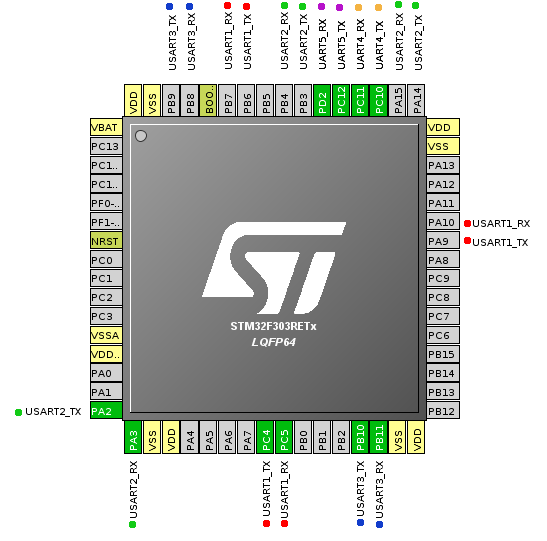 USART3_TX
USART3_RX
USART1_RX
USART1_TX
USART2_RX
USART2_TX
UART5_RX
UART5_TX
UART4_RX
UART4_TX
USART2_RX
USART2_TX
VDD
VSS
PB9
PB8
BOO..
PB7
PB6
PB5
PB4
PB3
PD2
PC12
PC11
PC10
PA15
PA14
VBAT
PC13
PC1..
PC1..
PF0-..
PF1-..
NRST
PC0
PC1
PC2
PC3
VSSA
VDD..
PA0
PA1
USART2_TX
PA2
ST
STM32F303RETx
LQFP64
VDD
VSS
PA13
PA12
PA11
PA10
USART1_RX
PA9
USART1_TX
PA8
PC9
PC8
PC7
PC6
PB15
PB14
PB13
PB12
PA3
VSS
VDD
PA4
PA5
PA6
PA7
PC4
PC5
PB0
PB1
PB2
PB10
PB11
VSS
VDD
USART2_RX
USART1_TX
USART1_RX
USART3_TX
USART3_RX